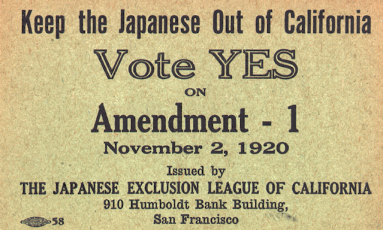 Keep the Japanese Out of California
Vote YES
ON
Amendment - 1
November 2, 1920
Issued by
THE JAPANESE EXCLUSION LEAGUE OF CALIFORNIA
910 Humboldt Bank Building,
San Francisco
58